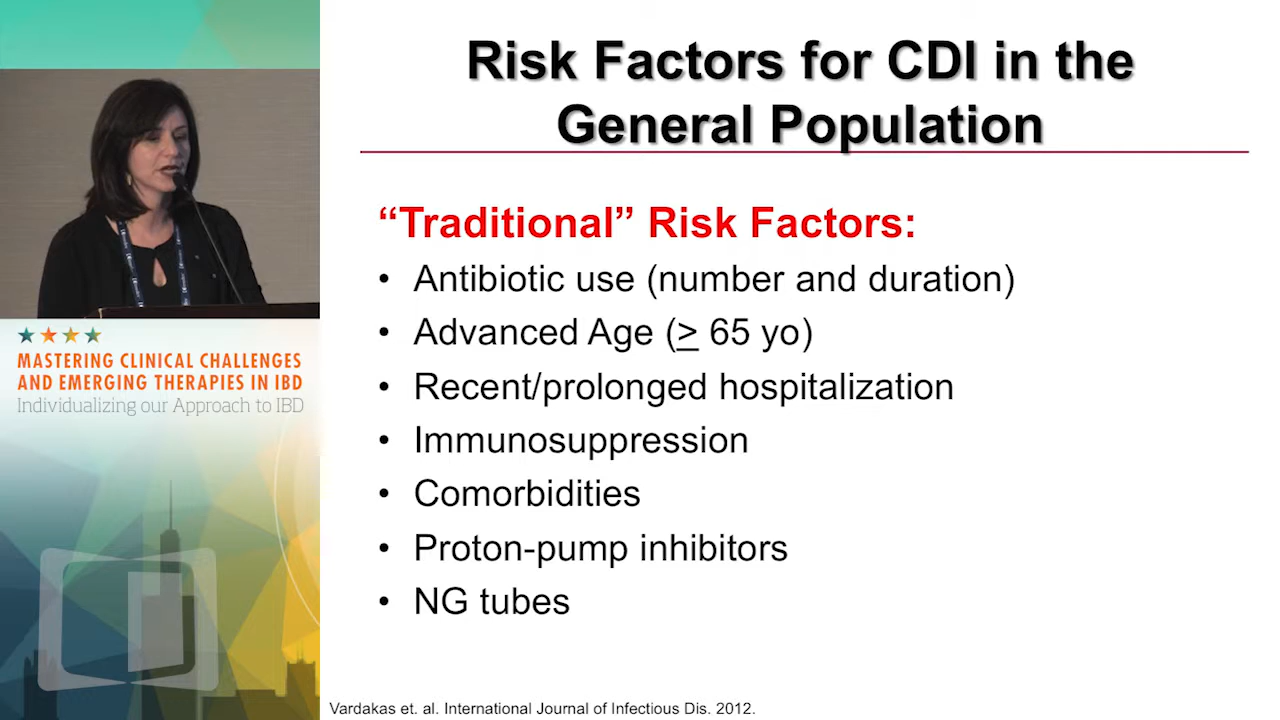 Risk Factors for CDI in the
General Population
“Traditional” Risk Factors:
• Antibiotic use (number and duration)
• Advanced Age (≥ 65 yo)
• Recent/prolonged hospitalization
• Immunosuppression
• Comorbidities
• Proton-pump inhibitors
• NG tubes
MASTERING CLINICAL CHALLENGES
AND EMERGING THERAPIES IN IBD
Individualizing our Approach to IBD
Vardakas et. al. International Journal of Infectious Dis. 2012.